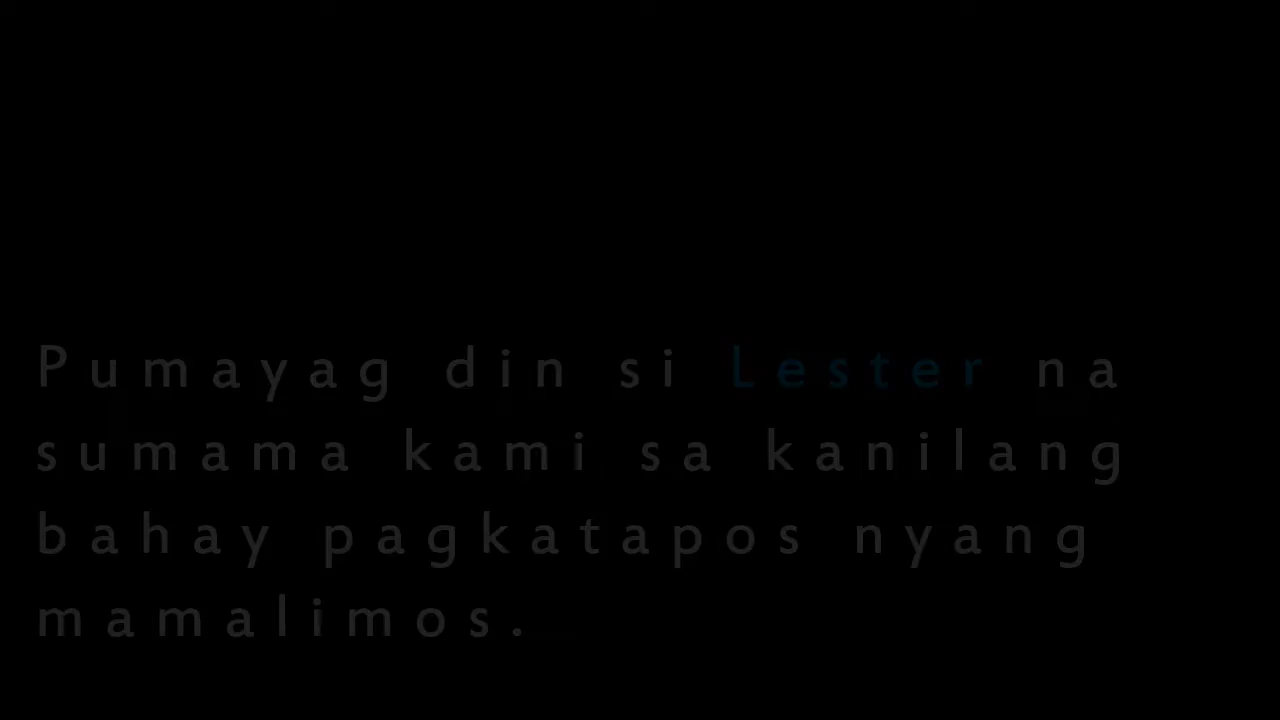 Pumayag din si Lester na
sumama kami sa kanilang
bahay pagkatapos nyang
mamalimos.